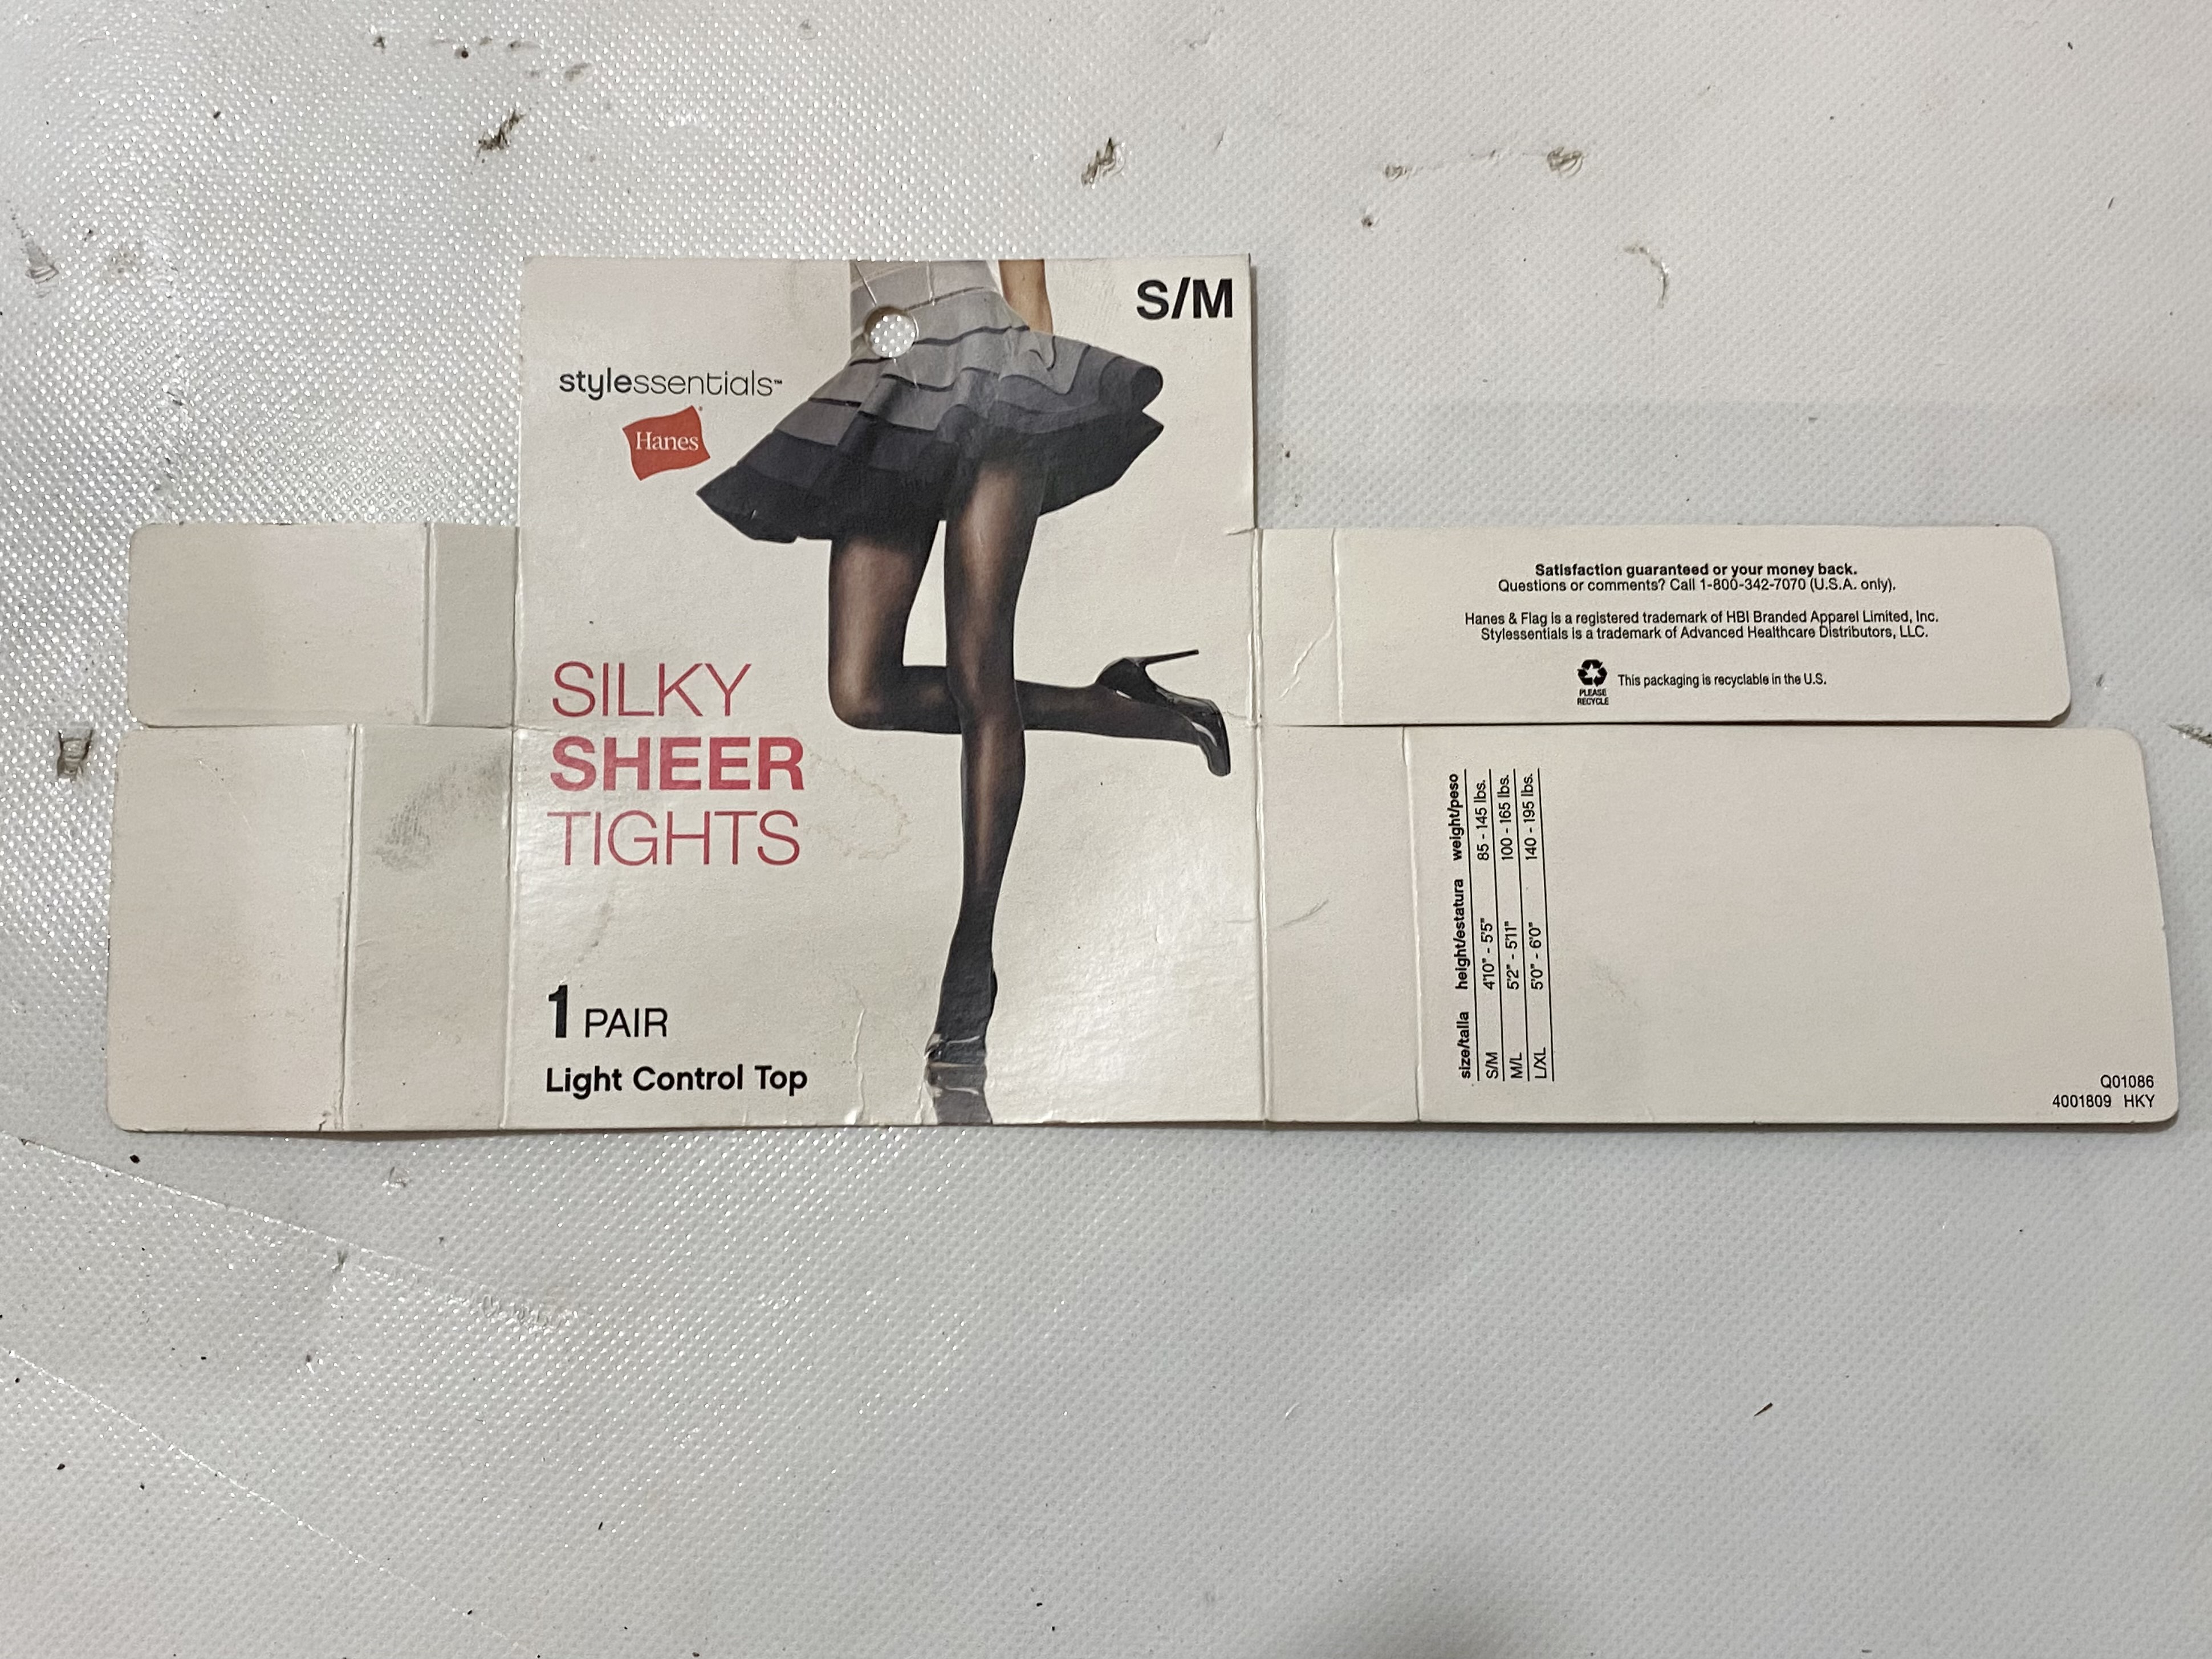 S/M
stylessentials™
Hanes®
SILKY
SHEER
TIGHTS
1 PAIR
Light Control Top
Satisfaction guaranteed or your money back.
Questions or comments? Call 1-800-342-7070 (U.S.A. only).
Hanes & Flag is a registered trademark of HBI Branded Apparel Limited, Inc.
Stylessentials is a trademark of Advanced Healthcare Distributors, LLC.
PLEASE
RECYCLE
This packaging is recyclable in the U.S.
size/talla height/estatura weight/peso
S/M 4'10" - 5'5" 85 - 145 lbs.
M/L 5'2" - 5'11" 100 - 165 lbs.
L/XL 5'0" - 6'0" 140 - 195 lbs.
Q01086
4001809 HKY